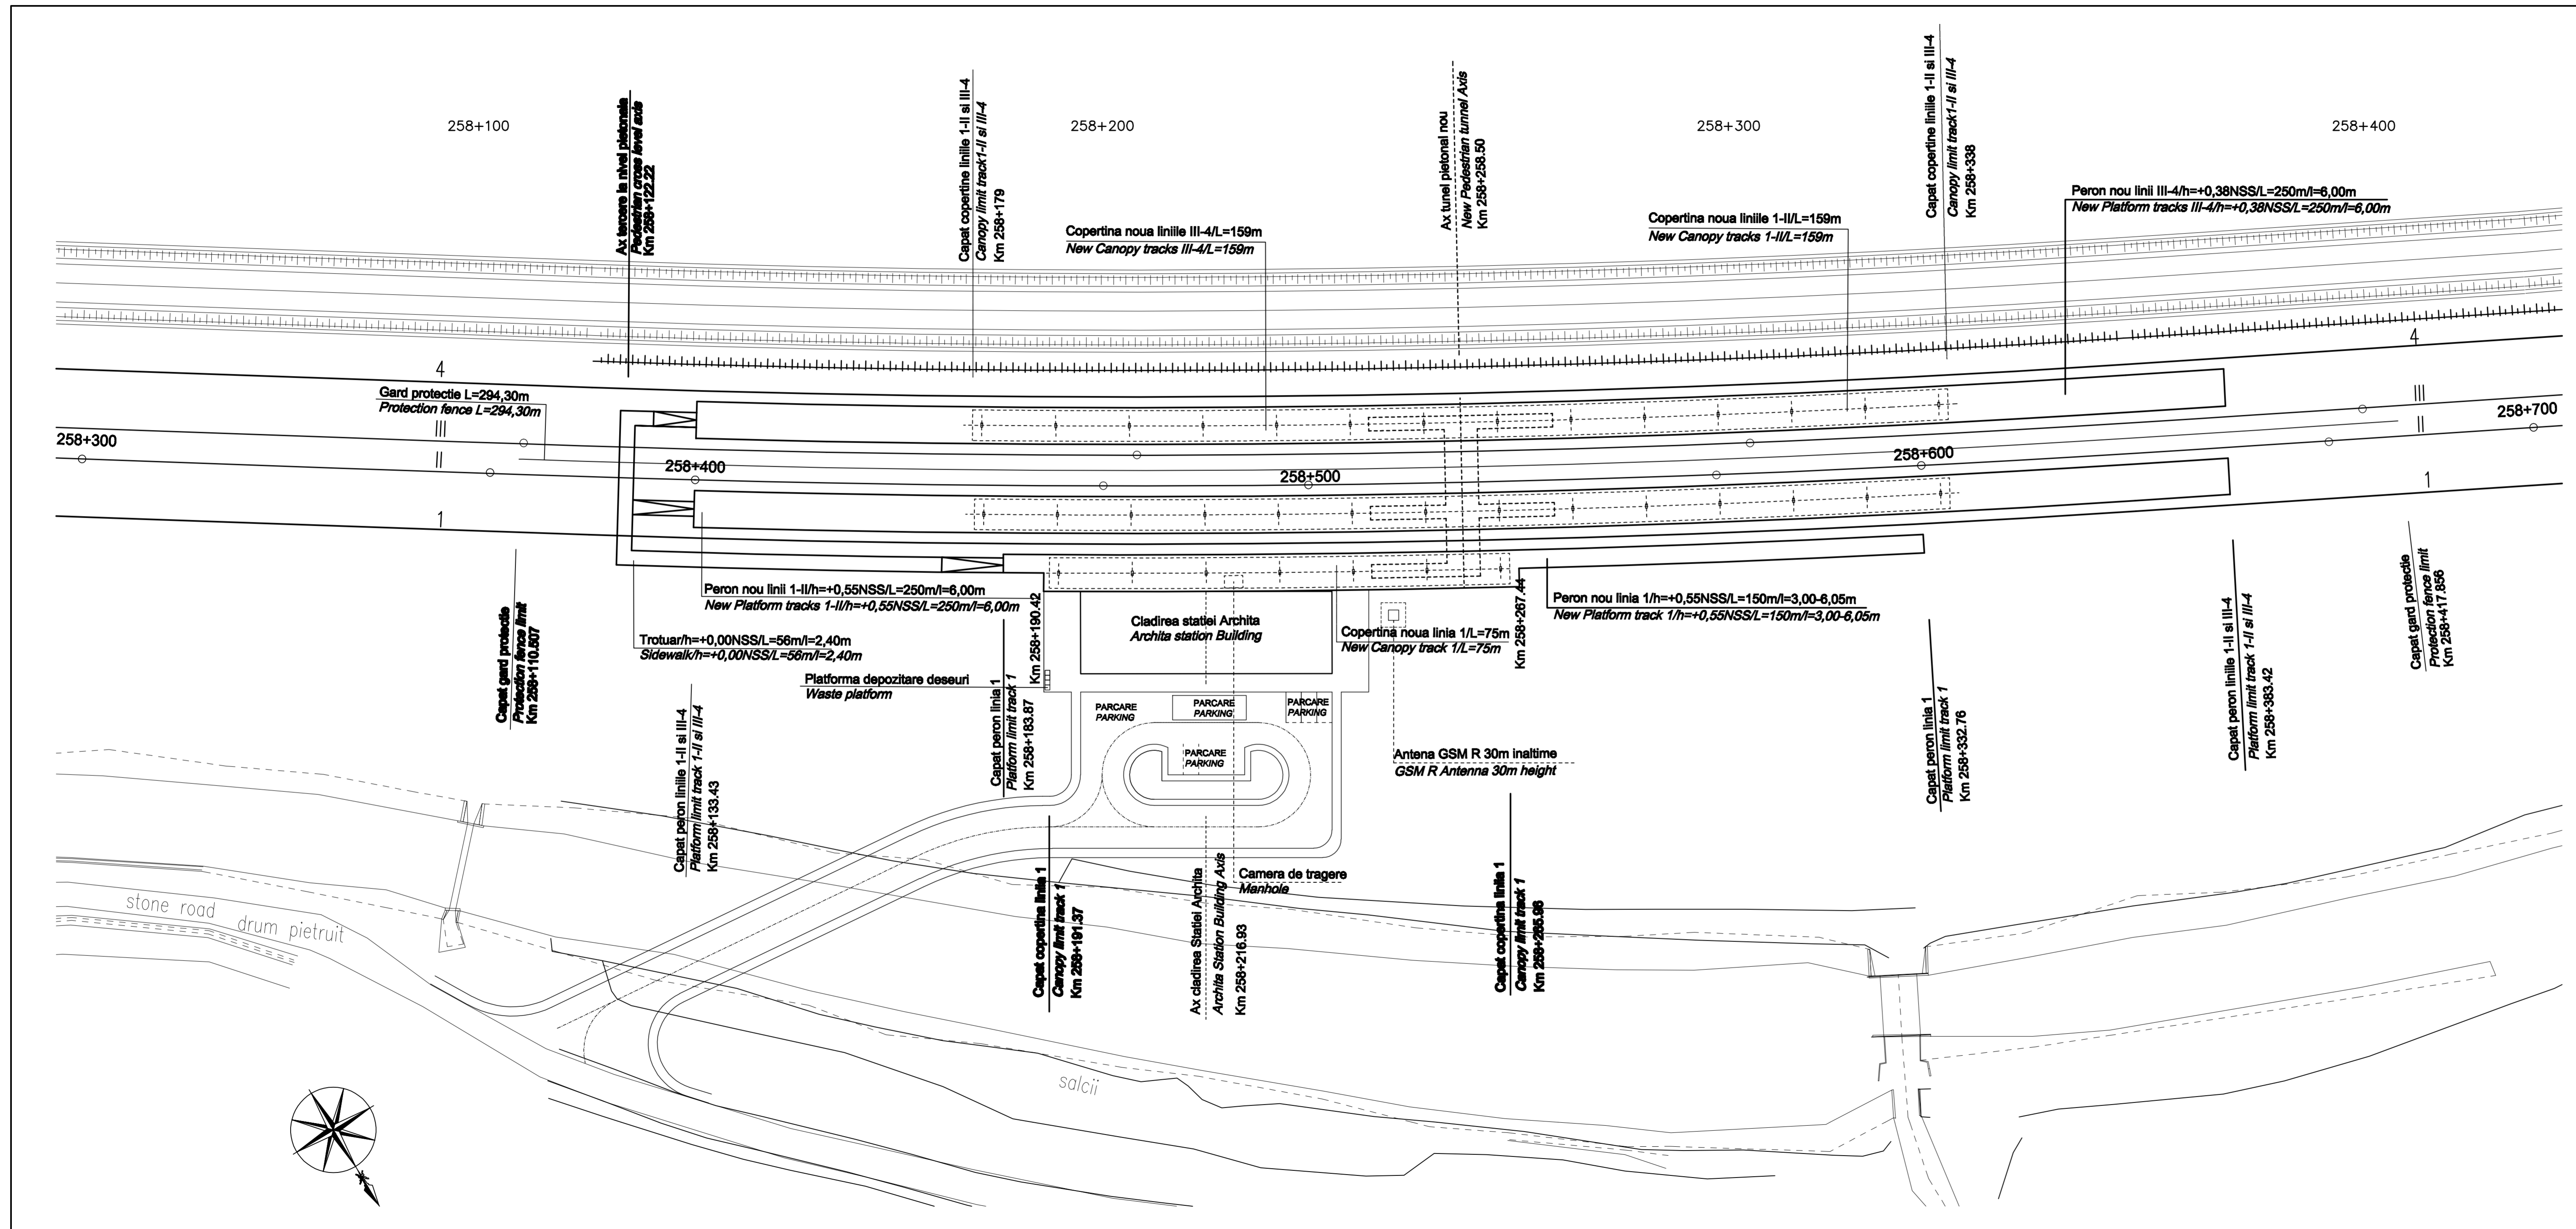 258+100
258+200
258+300
258+400
Ax tercere la nivel pietonala
Pedestrian cross level axis
Km 258+122.22
Capat copertine liniile 1-II si III-4
Canopy limit track1-II si III-4
Km 258+179
Copertina noua liniile III-4/L=159m
New Canopy tracks III-4/L=159m
Ax tunel pietonal nou
New Pedestrian tunnel Axis
Km 258+258.50
Copertina noua liniile 1-II/L=159m
New Canopy tracks 1-II/L=159m
Capat copertine liniile 1-II si III-4
Canopy limit track1-II si III-4
Km 258+338
Peron nou linii III-4/h=+0,38NSS/L=250m/l=6,00m
New Platform tracks III-4/h=+0,38NSS/L=250m/l=6,00m
4
4
Gard protectie L=294,30m
Protection fence L=294,30m
III
III
258+300
II
II
258+400
258+500
258+600
258+700
1
1
Peron nou linii 1-II/h=+0,55NSS/L=250m/l=6,00m
New Platform tracks 1-II/h=+0,55NSS/L=250m/l=6,00m
Trotuar/h=+0,00NSS/L=56m/l=2,40m
Sidewalk/h=+0,00NSS/L=56m/l=2,40m
Platforma depozitare deseuri
Waste platform
Capat gard protectie
Protection fence limit
Km 258+110.507
Capat peron liniile 1-II si III-4
Platform limit track 1-II si III-4
Km 258+133.43
Capat peron linia 1
Platform limit track 1
Km 258+183.87
Km 258+190.42
Cladirea statiei Archita
Archita station Building
Copertina noua linia 1/L=75m
New Canopy track 1/L=75m
Km 258+267.44
Peron nou linia 1/h=+0,55NSS/L=150m/l=3,00-6,05m
New Platform track 1/h=+0,55NSS/L=150m/l=3,00-6,05m
PARCARE
PARKING
PARCARE
PARKING
PARCARE
PARKING
PARCARE
PARKING
Antena GSM R 30m inaltime
GSM R Antenna 30m height
Capat peron linia 1
Platform limit track 1
Km 258+332.76
Capat peron liniile 1-II si III-4
Platform limit track 1-II si III-4
Km 258+383.42
Capat gard protectie
Protection fence limit
Km 258+417.856
Capat copertina linia 1
Canopy limit track 1
Km 258+191.37
Ax cladirea Statiei Archita
Archita Station Building Axis
Km 258+216.93
Camera de tragere
Manhole
Capat copertina linia 1
Canopy limit track 1
Km 258+265.96
stone road
drum pietruit
salcii